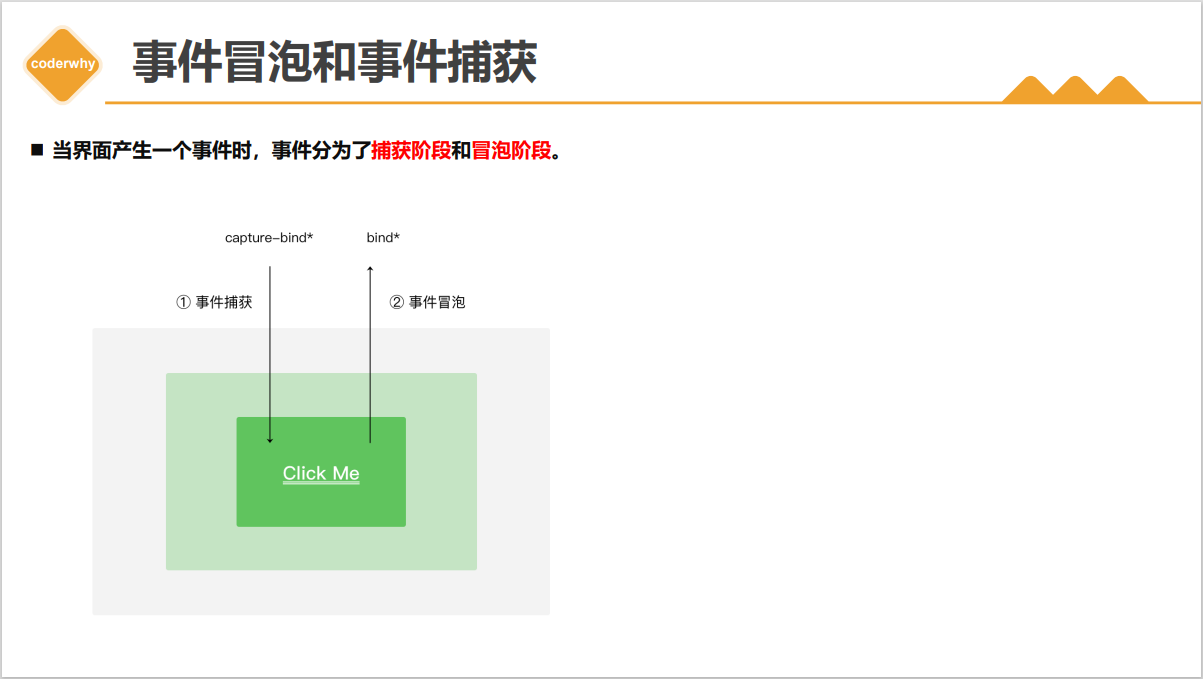 coderwhy
事件冒泡和事件捕获
■ 当界面产生一个事件时，事件分为了捕获阶段和冒泡阶段。
capture-bind* bind*
① 事件捕获 ② 事件冒泡
Click Me